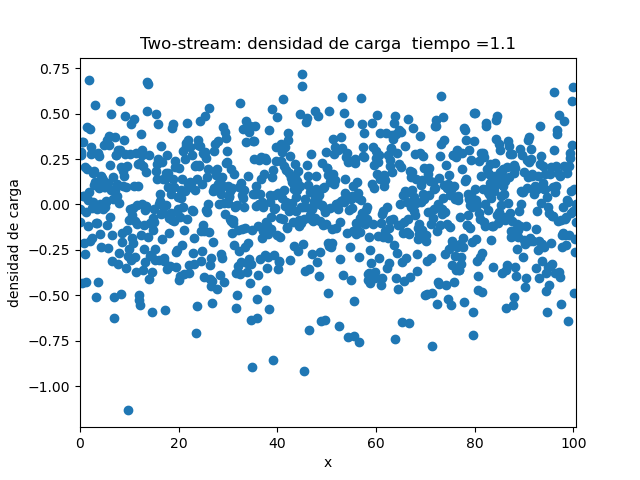 Two-stream: densidad de carga  tiempo =1.1
0.75
0.50
0.25
0.00
−0.25
−0.50
−0.75
−1.00
densidad de carga
0 20 40 60 80 100
x